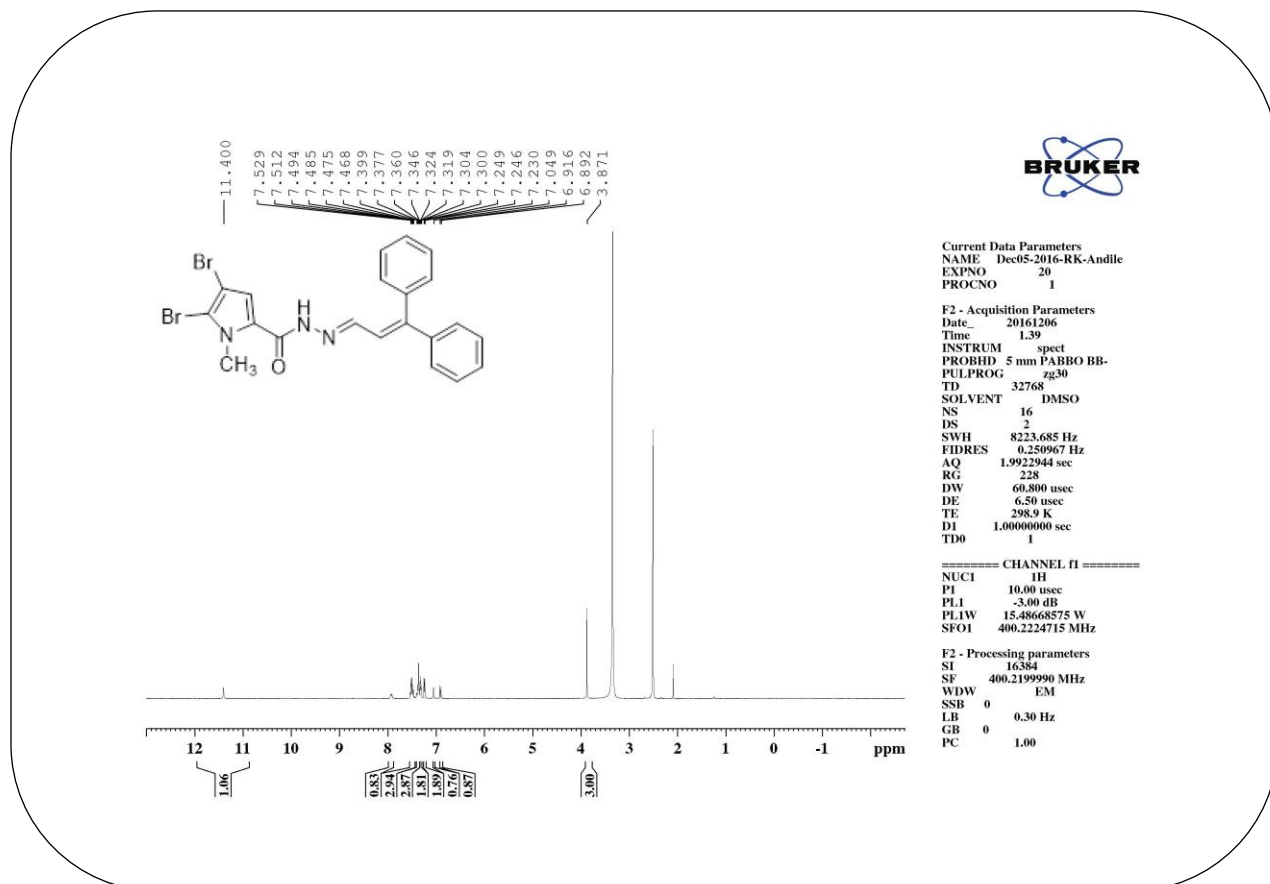 11.400
7.529
7.512
7.494
7.485
7.475
7.468
7.399
7.377
7.360
7.346
7.324
7.319
7.304
7.300
7.249
7.246
7.230
7.049
6.916
6.892
3.871
BRUKER
Br
Br
N
CH3
O
H
N
N
Current Data Parameters
NAME Dec05-2016-RK-Andile
EXPNO 20
PROCNO 1
F2 - Acquisition Parameters
Date_ 20161206
Time 1.39
INSTRUM spect
PROBHD 5 mm PABBO BB-
PULPROG zg30
TD 32768
SOLVENT DMSO
NS 16
DS 2
SWH 8223.685 Hz
FIDRES 0.250967 Hz
AQ 1.9922944 sec
RG 228
DW 60.800 usec
DE 6.50 usec
TE 298.9 K
D1 1.00000000 sec
TD0 1
======== CHANNEL f1 ========
NUC1 1H
P1 10.00 usec
PL1 -3.00 dB
PL1W 15.48668575 W
SFO1 400.2224715 MHz
F2 - Processing parameters
SI 16384
SF 400.2199990 MHz
WDW EM
SSB 0
LB 0.30 Hz
GB 0
PC 1.00
12 11 10 9 8 7 6 5 4 3 2 1 0 -1 ppm
1.06
0.83
2.94
2.87
1.81
1.89
0.76
0.87
3.00